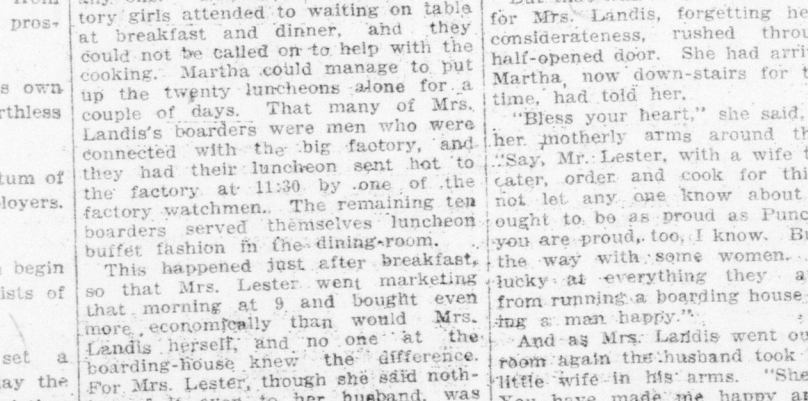 pros-
s own
rthless
tum of
loyers.
begin
ists of
set a
ay the
tory girls attended to waiting on table
at breakfast and dinner, and they
could not be called on to help with the
cooking. Martha could manage to put
up the twenty luncheons alone for a
couple of days. That many of Mrs.
Landis's boarders were men who were
connected with the big factory, and
they had their luncheon sent hot to
the factory at 11:30 by one of the
factory watchmen. The remaining ten
boarders served themselves luncheon
buffet fashion in the dining-room.
This happened just after breakfast,
so that Mrs. Lester went marketing
that morning at 9 and bought even
more economically than would Mrs.
Landis herself, and no one at the
boarding-house knew the difference.
For Mrs. Lester, though she said noth-
even to her husband, was
for Mrs. Landis, forgetting he
considerateness, rushed throu
half-opened door. She had arri
Martha, now down-stairs for t
time, had told her.
"Bless your heart," she said,
her motherly arms around th
"Say, Mr. Lester, with a wife t
cater, order and cook for thi
not let any one know about
ought to be as proud as Punc
you are proud, too, I know. Bu
the way with some women.
lucky at everything they a
from running a boarding house
ing a man happy."
And as Mrs. Landis went ou
room again the husband took
little wife in his arms. "She
You have made me happy an